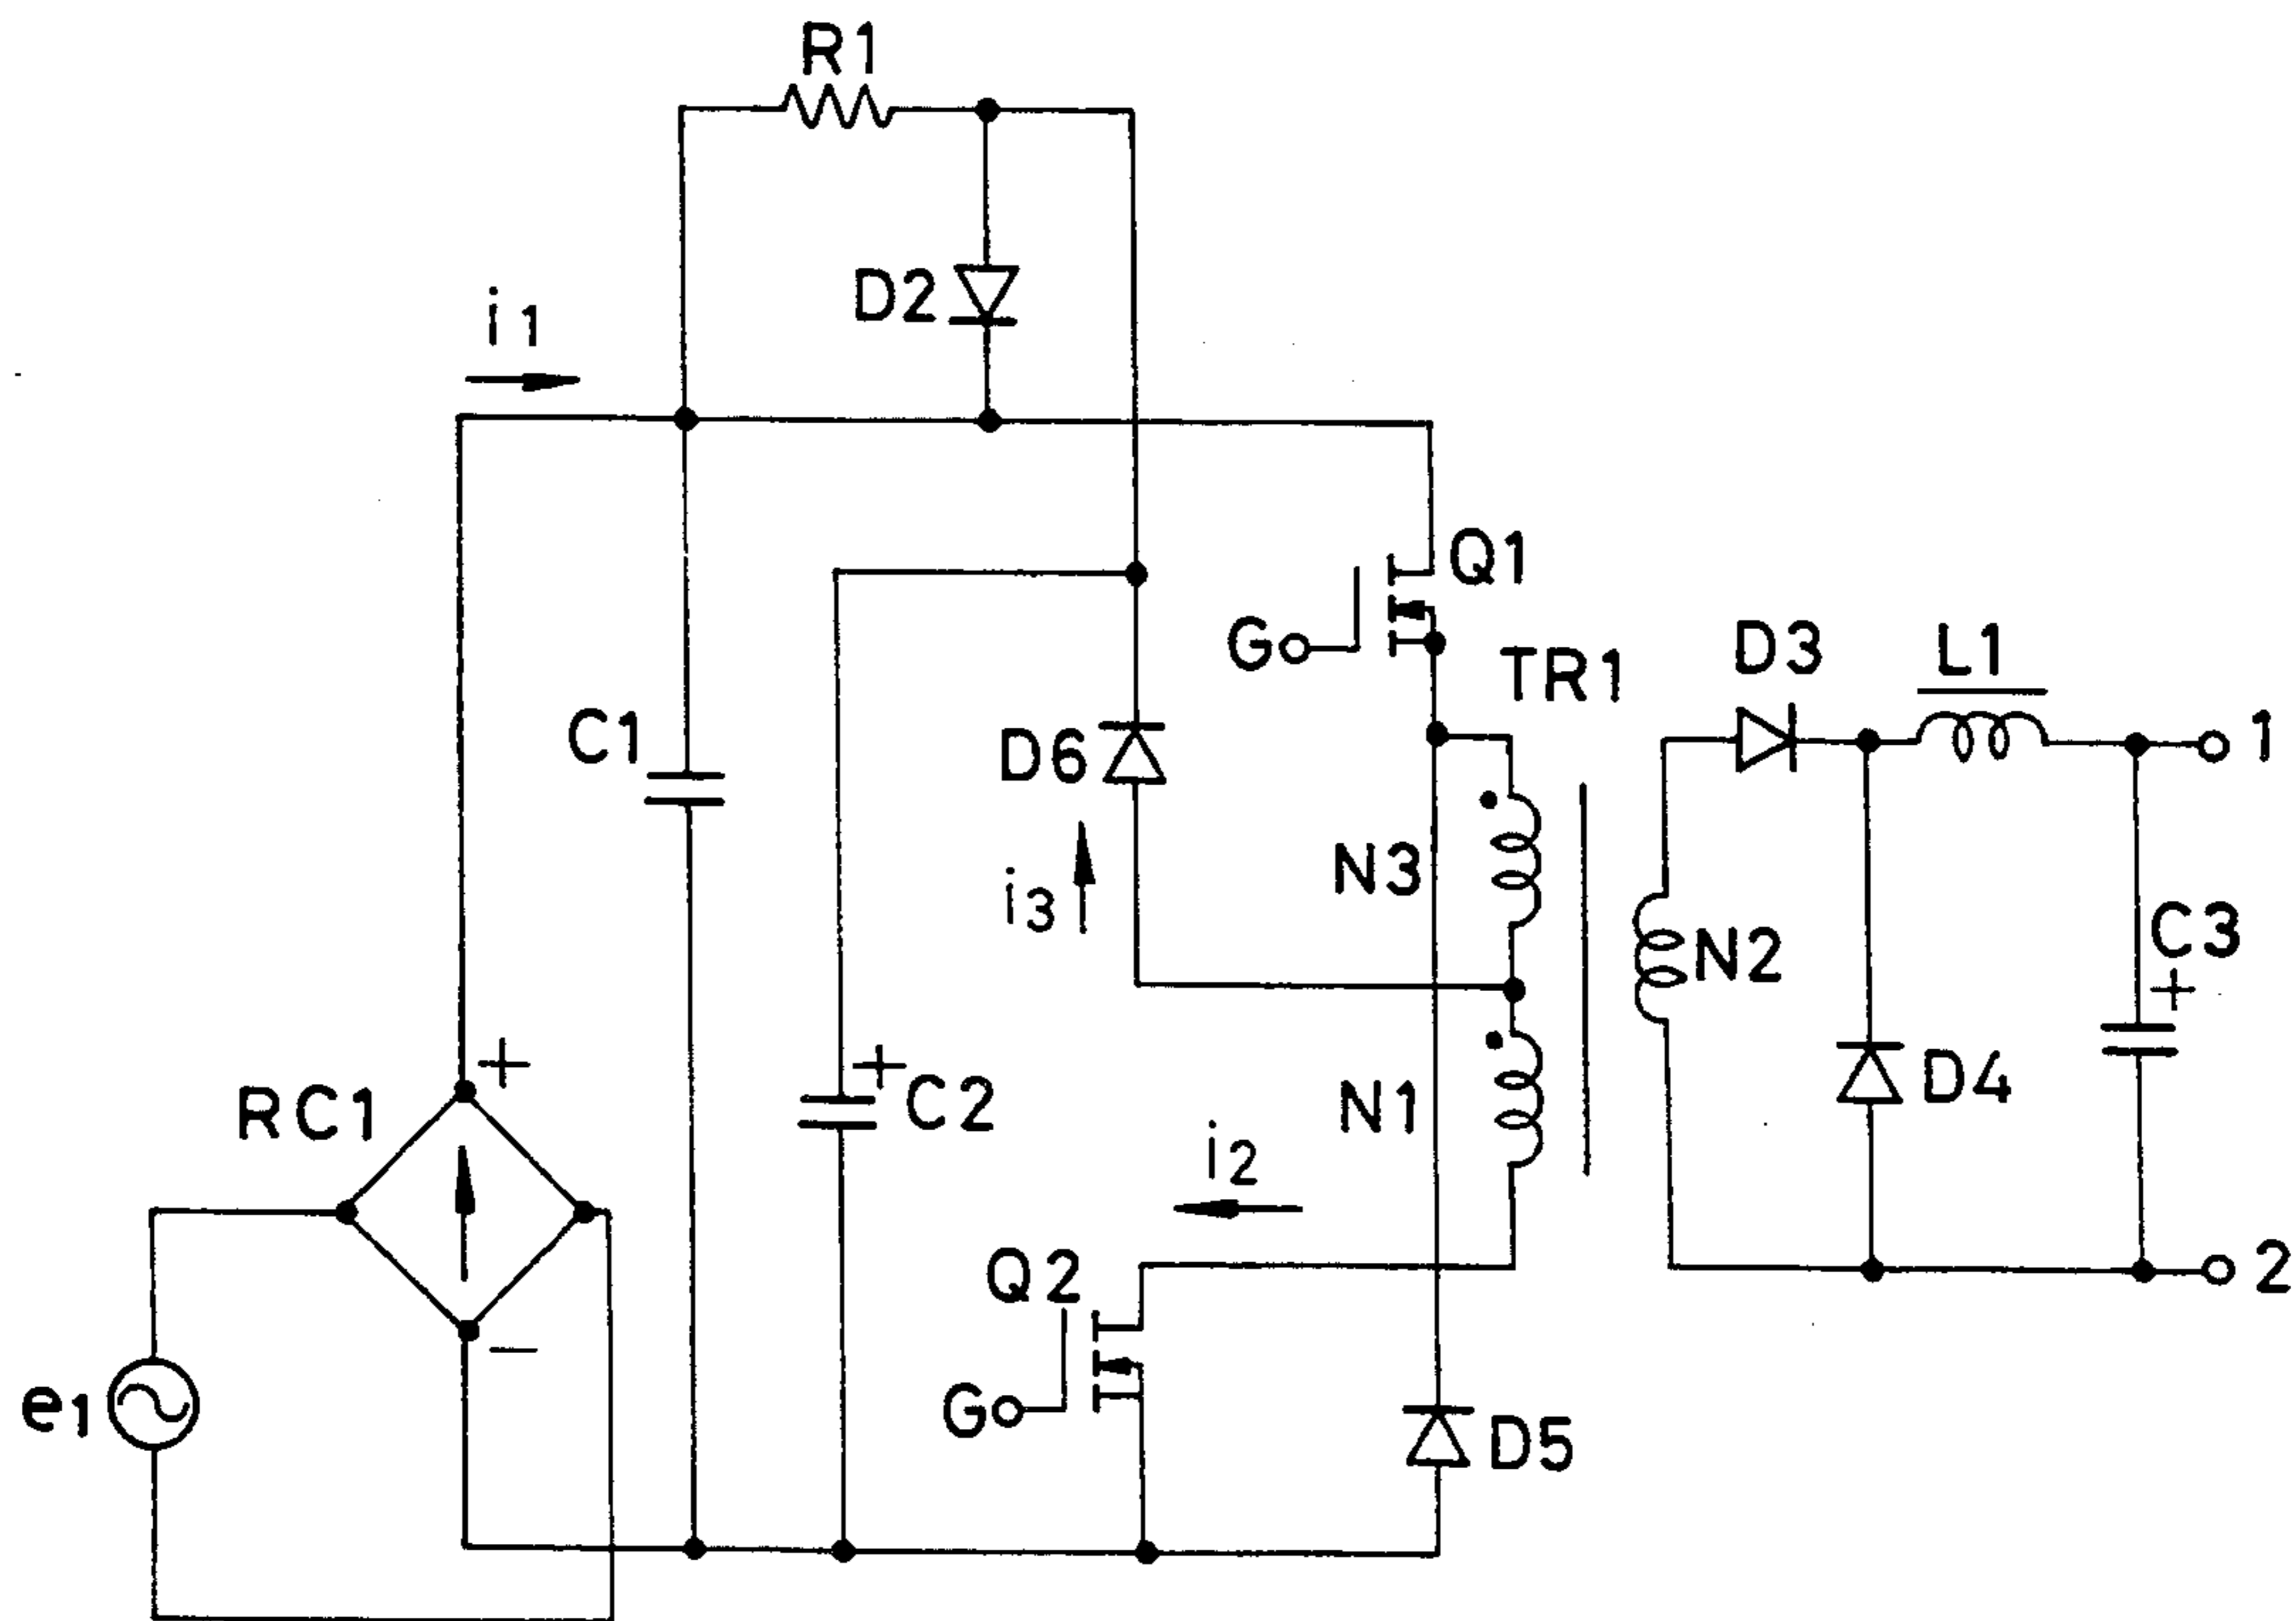 R1
D2
i1
Q1
G
TR1
D3
L1
1
C1
D6
N3
i3
N2
C3
+
+
RC1
+
C2
N1
i2
D4
Q2
2
−
e1
G
D5